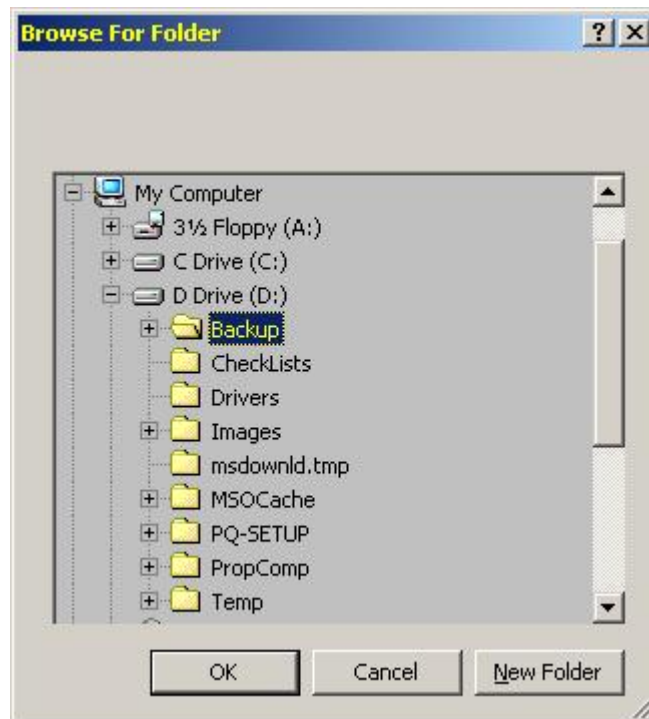 Browse For Folder
My Computer
3½ Floppy (A:)
C Drive (C:)
D Drive (D:)
Backup
CheckLists
Drivers
Images
msdownld.tmp
MSOCache
PQ-SETUP
PropComp
Temp
OK Cancel New Folder